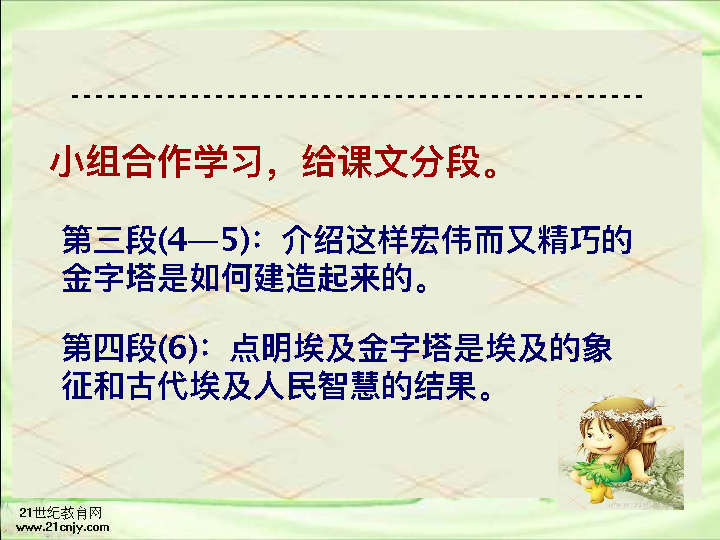 小组合作学习，给课文分段。
第三段(4—5)：介绍这样宏伟而又精巧的
金字塔是如何建造起来的。
第四段(6)：点明埃及金字塔是埃及的象
征和古代埃及人民智慧的结果。
21世纪教育网
www.21cnjy.com